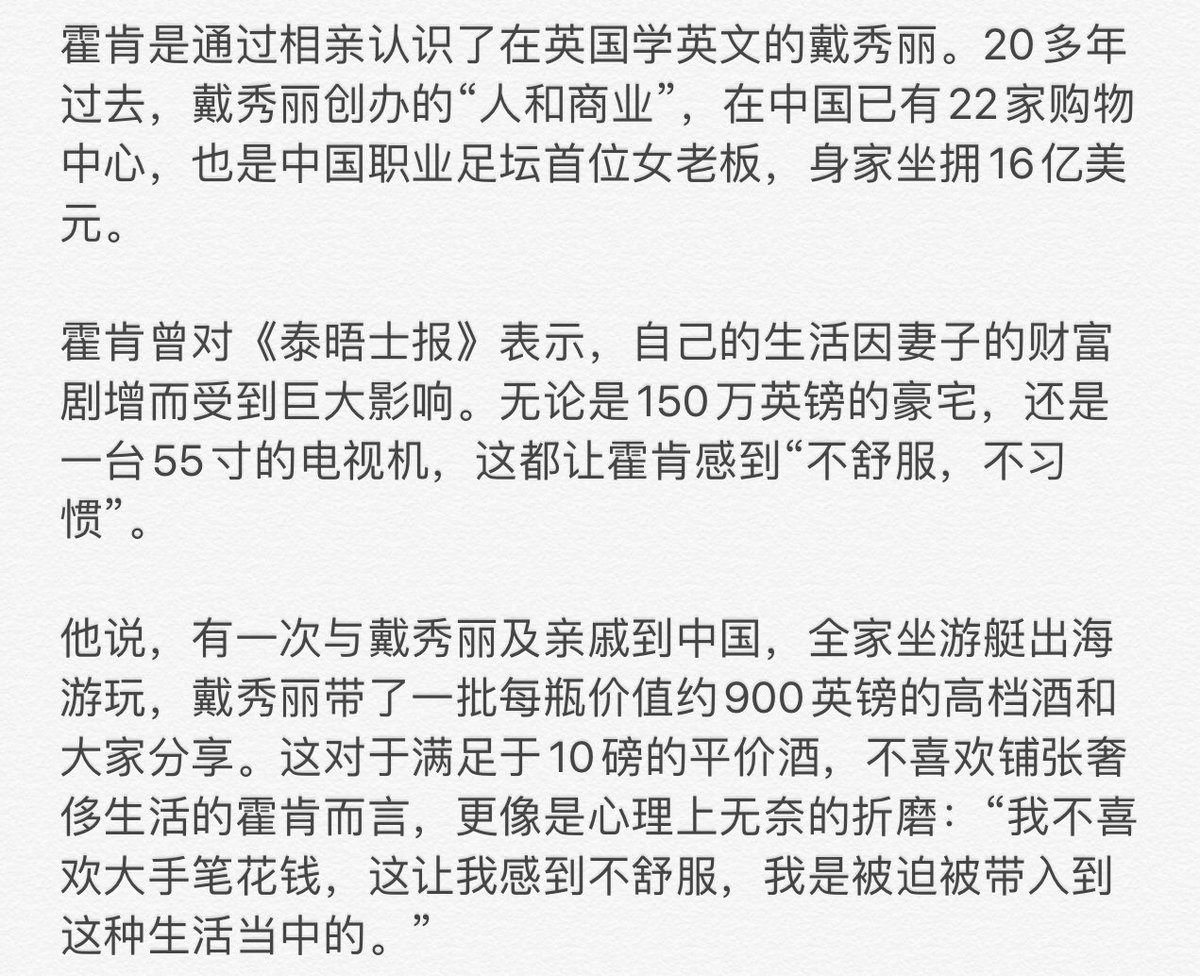 霍肯是通过相亲认识了在英国学英文的戴秀丽。20多年
过去，戴秀丽创办的“人和商业”，在中国已有22家购物
中心，也是中国职业足坛首位女老板，身家坐拥16亿美
元。
霍肯曾对《泰晤士报》表示，自己的生活因妻子的财富
剧增而受到巨大影响。无论是150万英镑的豪宅，还是
一台55寸的电视机，这都让霍肯感到“不舒服，不习
惯”。
他说，有一次与戴秀丽及亲戚到中国，全家坐游艇出海
游玩，戴秀丽带了一批每瓶价值约900英镑的高档酒和
大家分享。这对于满足于10磅的平价酒，不喜欢铺张奢
侈生活的霍肯而言，更像是心理上无奈的折磨：“我不喜
欢大手笔花钱，这让我感到不舒服，我是被迫被带入到
这种生活当中的。”